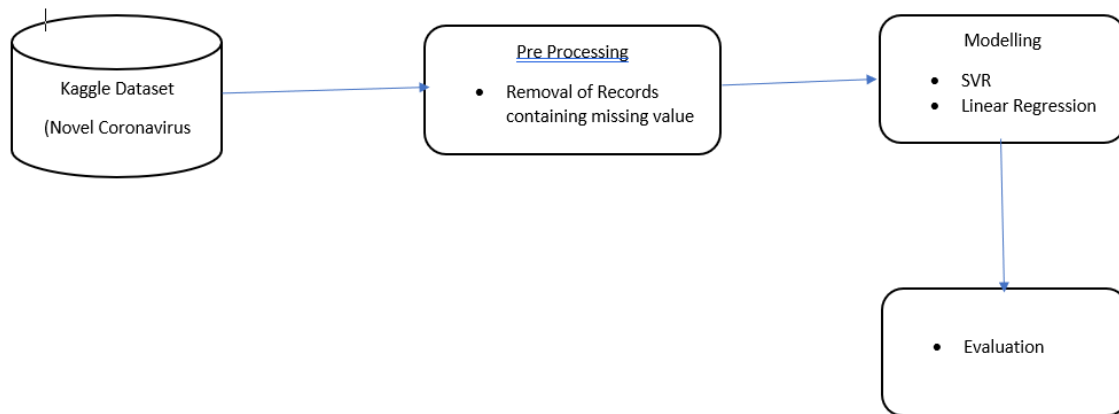 Kaggle Dataset
(Novel Coronavirus
Pre Processing
• Removal of Records
containing missing value
Modelling
• SVR
• Linear Regression
• Evaluation